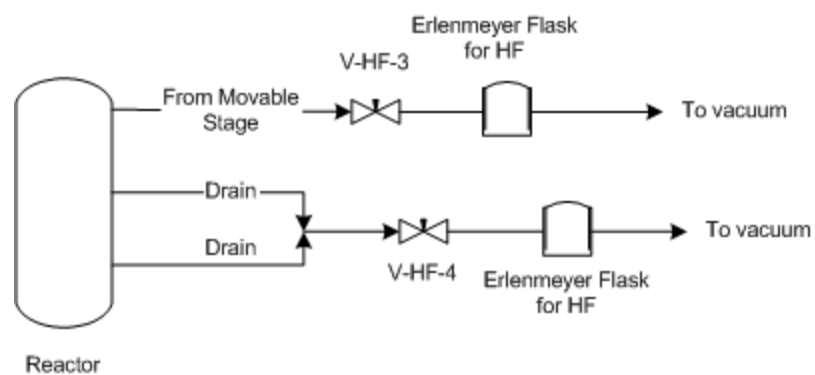 Erlenmeyer Flask
for HF
V-HF-3
From Movable
Stage
To vacuum
Drain
Drain
To vacuum
V-HF-4
Erlenmeyer Flask
for HF
Reactor